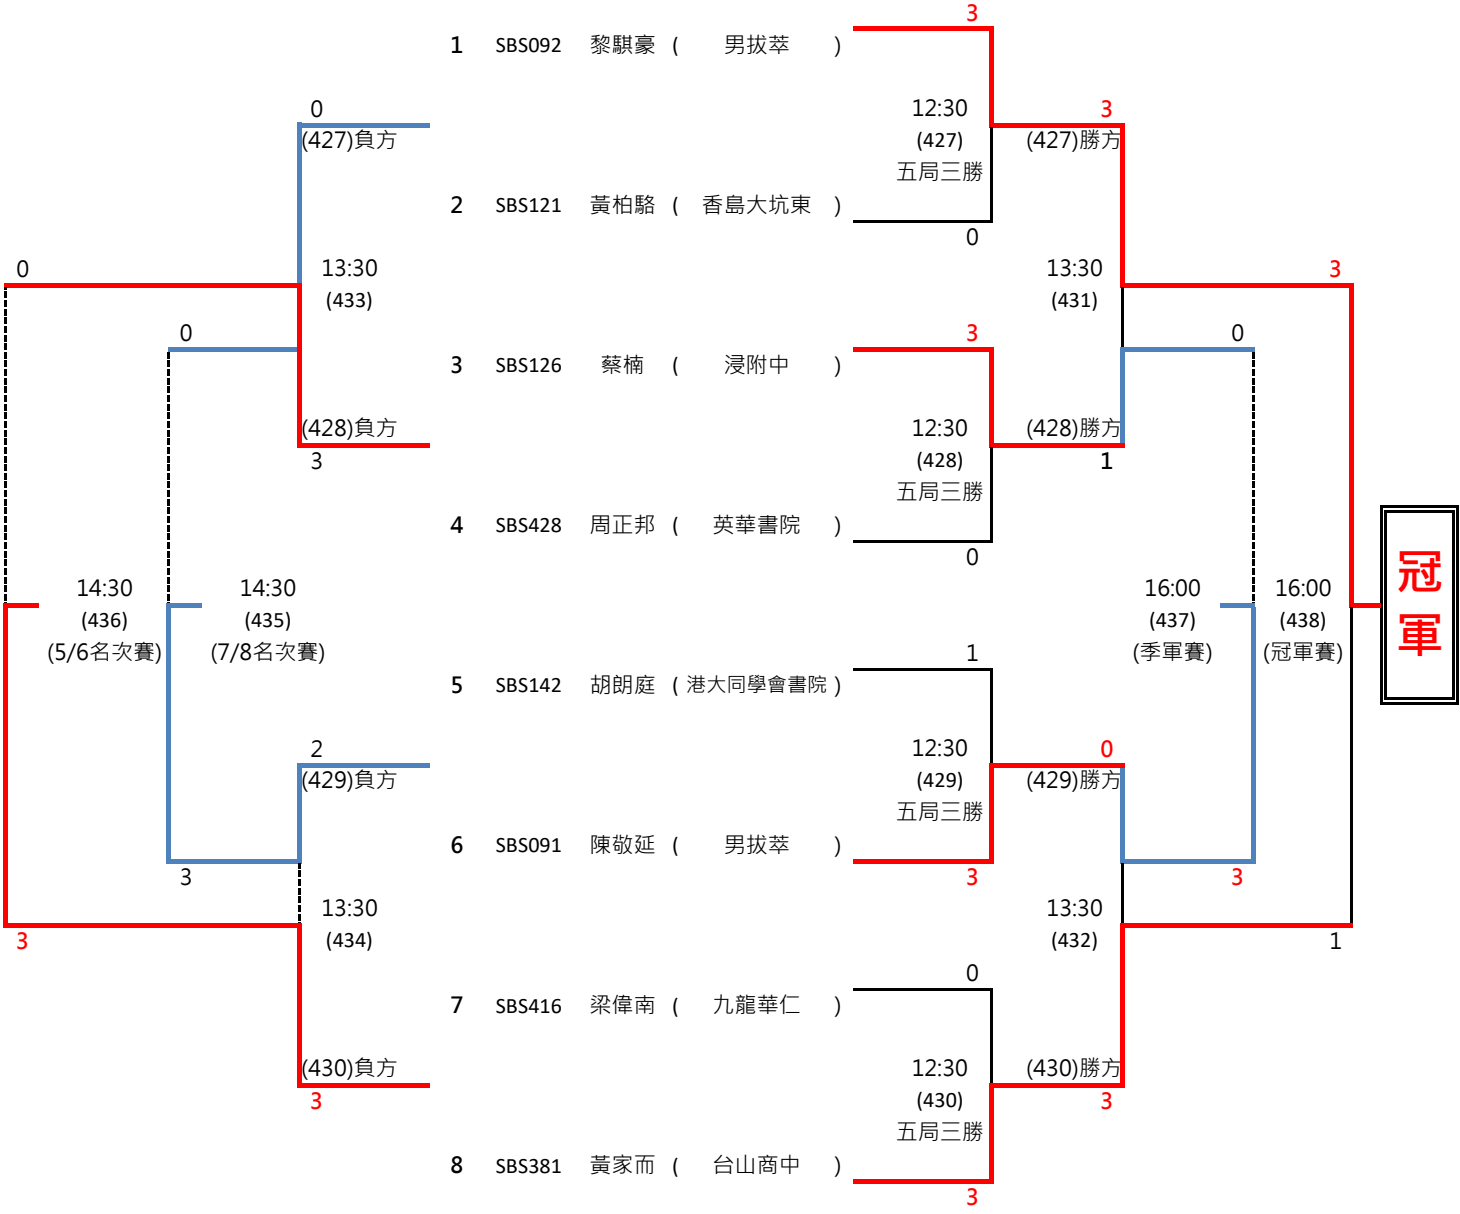 3
1 SBS092 黎騏豪 ( 男拔萃 )
0 12:30 3
(427)負方 (427) (427)勝方
五局三勝
2 SBS121 黃柏駱 ( 香島大坑東 )
0
0 13:30 13:30 3
(433) (431)
0 3 0
3 SBS126 蔡楠 ( 浸附中 )
(428)負方 12:30 (428)勝方
3 (428) 1
五局三勝
4 SBS428 周正邦 ( 英華書院 )
0
冠
軍
14:30 14:30 16:00 16:00
(436) (435) (437) (438)
(5/6名次賽) (7/8名次賽) 1 (季軍賽) (冠軍賽)
5 SBS142 胡朗庭 ( 港大同學會書院 )
2 12:30 0
(429)負方 (429) (429)勝方
五局三勝
6 SBS091 陳敬延 ( 男拔萃 )
3 3 3
13:30 13:30
3 (434) (432) 1
0
7 SBS416 梁偉南 ( 九龍華仁 )
(430)負方 12:30 (430)勝方
3 (430) 3
五局三勝
8 SBS381 黃家而 ( 台山商中 )
3